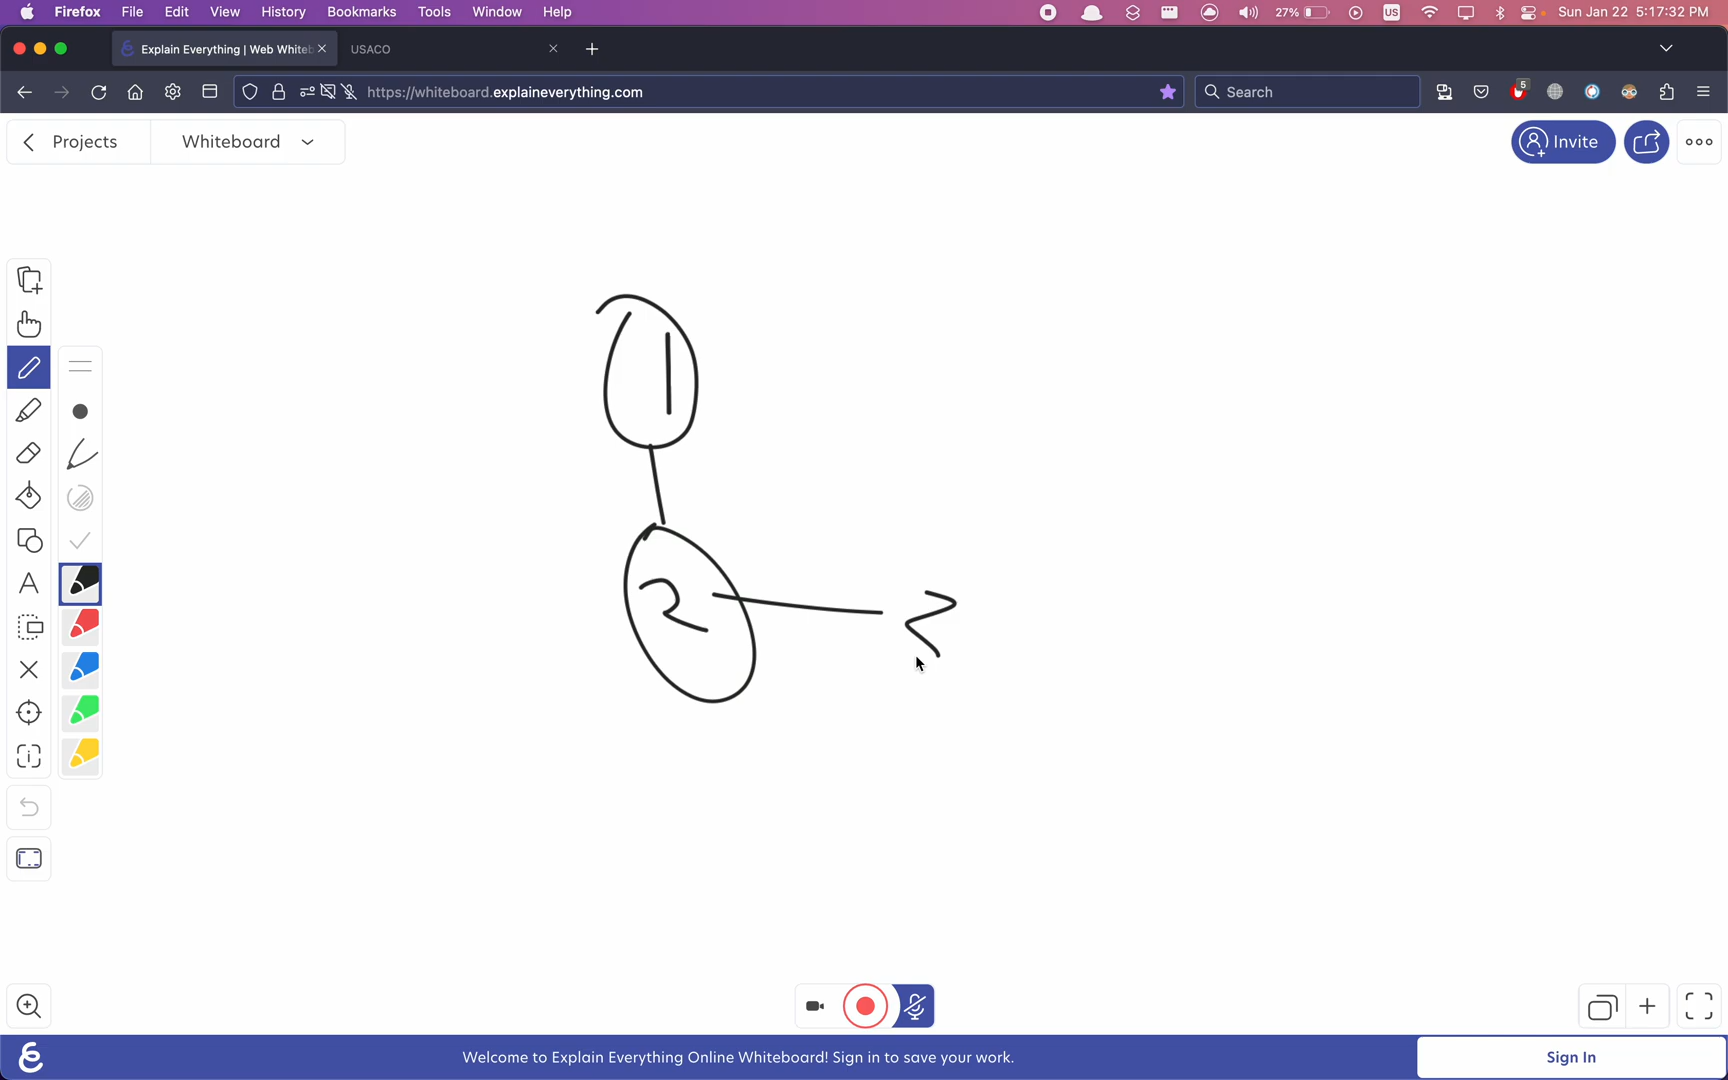 Firefox File Edit View History Bookmarks Tools Window Help 27% US Sun Jan 22 5:17:32 PM
Explain Everything | Web Whiteb USACO
https://whiteboard.explaineverything.com Search 5
Projects Whiteboard Invite
1
2
A
Welcome to Explain Everything Online Whiteboard! Sign in to save your work. Sign In